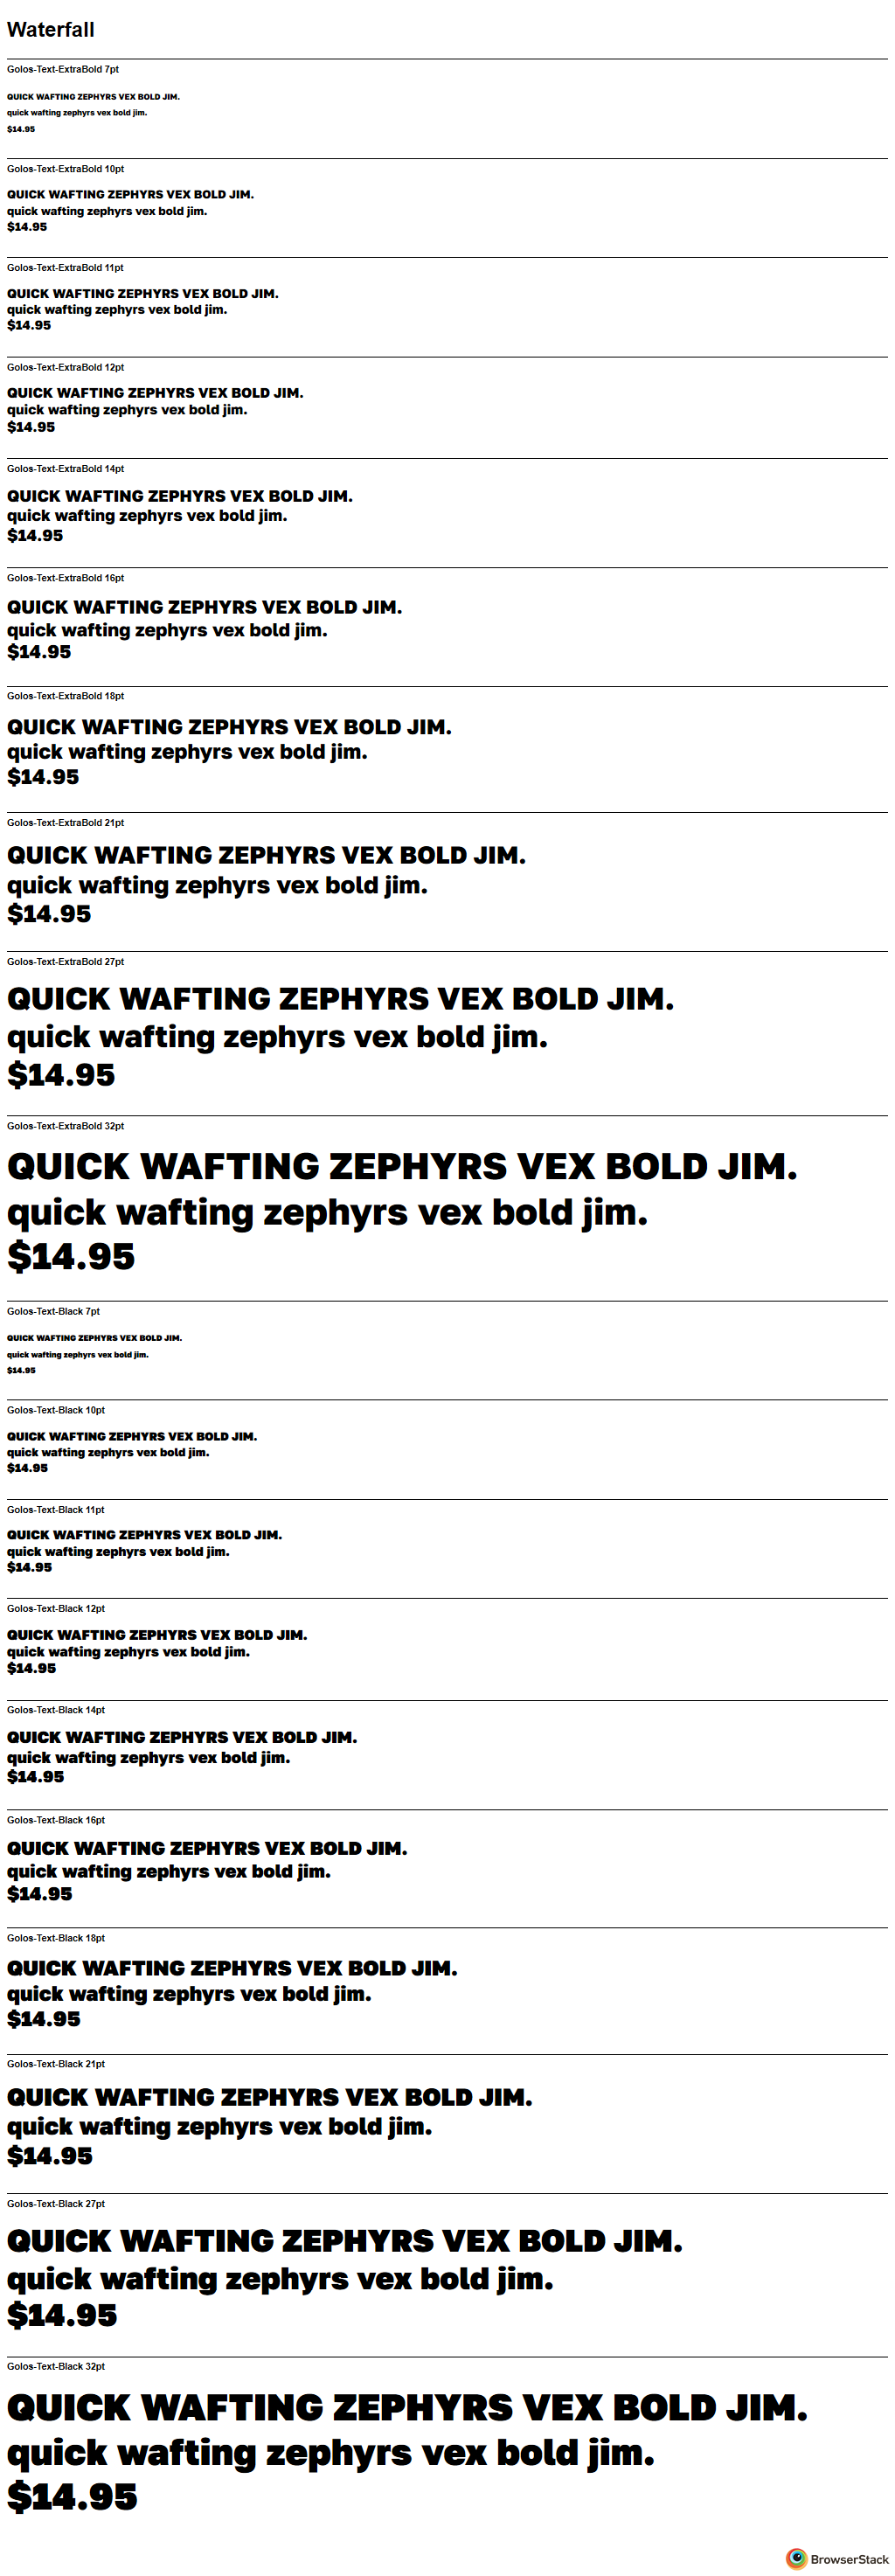 Waterfall
Golos-Text-ExtraBold 7pt
QUICK WAFTING ZEPHYRS VEX BOLD JIM.
quick wafting zephyrs vex bold jim.
$14.95
Golos-Text-ExtraBold 10pt
QUICK WAFTING ZEPHYRS VEX BOLD JIM.
quick wafting zephyrs vex bold jim.
$14.95
Golos-Text-ExtraBold 11pt
QUICK WAFTING ZEPHYRS VEX BOLD JIM.
quick wafting zephyrs vex bold jim.
$14.95
Golos-Text-ExtraBold 12pt
QUICK WAFTING ZEPHYRS VEX BOLD JIM.
quick wafting zephyrs vex bold jim.
$14.95
Golos-Text-ExtraBold 14pt
QUICK WAFTING ZEPHYRS VEX BOLD JIM.
quick wafting zephyrs vex bold jim.
$14.95
Golos-Text-ExtraBold 16pt
QUICK WAFTING ZEPHYRS VEX BOLD JIM.
quick wafting zephyrs vex bold jim.
$14.95
Golos-Text-ExtraBold 18pt
QUICK WAFTING ZEPHYRS VEX BOLD JIM.
quick wafting zephyrs vex bold jim.
$14.95
Golos-Text-ExtraBold 21pt
QUICK WAFTING ZEPHYRS VEX BOLD JIM.
quick wafting zephyrs vex bold jim.
$14.95
Golos-Text-ExtraBold 27pt
QUICK WAFTING ZEPHYRS VEX BOLD JIM.
quick wafting zephyrs vex bold jim.
$14.95
Golos-Text-ExtraBold 32pt
QUICK WAFTING ZEPHYRS VEX BOLD JIM.
quick wafting zephyrs vex bold jim.
$14.95
Golos-Text-Black 7pt
QUICK WAFTING ZEPHYRS VEX BOLD JIM.
quick wafting zephyrs vex bold jim.
$14.95
Golos-Text-Black 10pt
QUICK WAFTING ZEPHYRS VEX BOLD JIM.
quick wafting zephyrs vex bold jim.
$14.95
Golos-Text-Black 11pt
QUICK WAFTING ZEPHYRS VEX BOLD JIM.
quick wafting zephyrs vex bold jim.
$14.95
Golos-Text-Black 12pt
QUICK WAFTING ZEPHYRS VEX BOLD JIM.
quick wafting zephyrs vex bold jim.
$14.95
Golos-Text-Black 14pt
QUICK WAFTING ZEPHYRS VEX BOLD JIM.
quick wafting zephyrs vex bold jim.
$14.95
Golos-Text-Black 16pt
QUICK WAFTING ZEPHYRS VEX BOLD JIM.
quick wafting zephyrs vex bold jim.
$14.95
Golos-Text-Black 18pt
QUICK WAFTING ZEPHYRS VEX BOLD JIM.
quick wafting zephyrs vex bold jim.
$14.95
Golos-Text-Black 21pt
QUICK WAFTING ZEPHYRS VEX BOLD JIM.
quick wafting zephyrs vex bold jim.
$14.95
Golos-Text-Black 27pt
QUICK WAFTING ZEPHYRS VEX BOLD JIM.
quick wafting zephyrs vex bold jim.
$14.95
Golos-Text-Black 32pt
QUICK WAFTING ZEPHYRS VEX BOLD JIM.
quick wafting zephyrs vex bold jim.
$14.95
BrowserStack